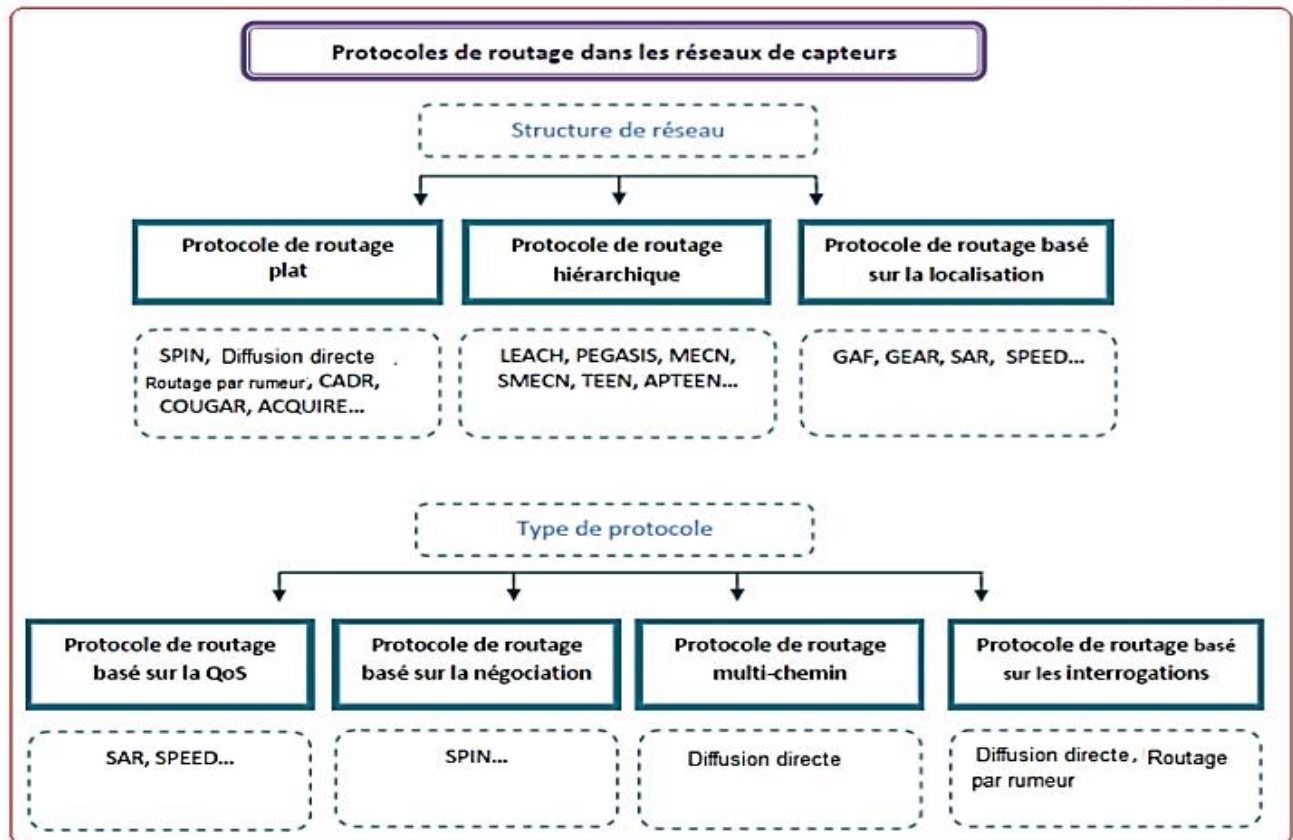 Protocoles de routage dans les réseaux de capteurs
Structure de réseau
Protocole de routage
plat
Protocole de routage
hiérarchique
Protocole de routage basé
sur la localisation
SPIN, Diffusion directe .
Routage par rumeur, CADR,
COUGAR, ACQUIRE...
LEACH, PEGASIS, MECN,
SMECN, TEEN, APTEEN...
GAF, GEAR, SAR, SPEED...
Type de protocole
Protocole de routage
basé sur la QoS
Protocole de routage
basé sur la négociation
Protocole de routage
multi-chemin
Protocole de routage basé
sur les interrogations
SAR, SPEED...
SPIN...
Diffusion directe
Diffusion directe, Routage
par rumeur